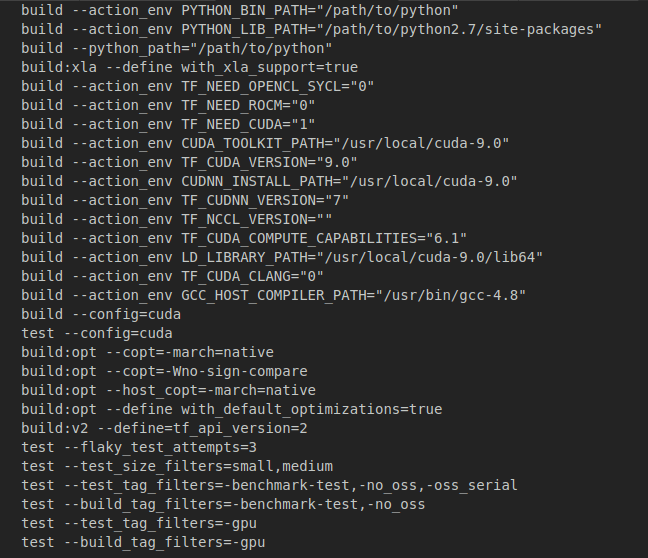 build --action_env PYTHON_BIN_PATH="/path/to/python"
build --action_env PYTHON_LIB_PATH="/path/to/python2.7/site-packages"
build --python_path="/path/to/python"
build:xla --define with_xla_support=true
build --action_env TF_NEED_OPENCL_SYCL="0"
build --action_env TF_NEED_ROCM="0"
build --action_env TF_NEED_CUDA="1"
build --action_env CUDA_TOOLKIT_PATH="/usr/local/cuda-9.0"
build --action_env TF_CUDA_VERSION="9.0"
build --action_env CUDNN_INSTALL_PATH="/usr/local/cuda-9.0"
build --action_env TF_CUDNN_VERSION="7"
build --action_env TF_NCCL_VERSION=""
build --action_env TF_CUDA_COMPUTE_CAPABILITIES="6.1"
build --action_env LD_LIBRARY_PATH="/usr/local/cuda-9.0/lib64"
build --action_env TF_CUDA_CLANG="0"
build --action_env GCC_HOST_COMPILER_PATH="/usr/bin/gcc-4.8"
build --config=cuda
test --config=cuda
build:opt --copt=-march=native
build:opt --copt=-Wno-sign-compare
build:opt --host_copt=-march=native
build:opt --define with_default_optimizations=true
build:v2 --define=tf_api_version=2
test --flaky_test_attempts=3
test --test_size_filters=small,medium
test --test_tag_filters=-benchmark-test,-no_oss,-oss_serial
test --build_tag_filters=-benchmark-test,-no_oss
test --test_tag_filters=-gpu
test --build_tag_filters=-gpu